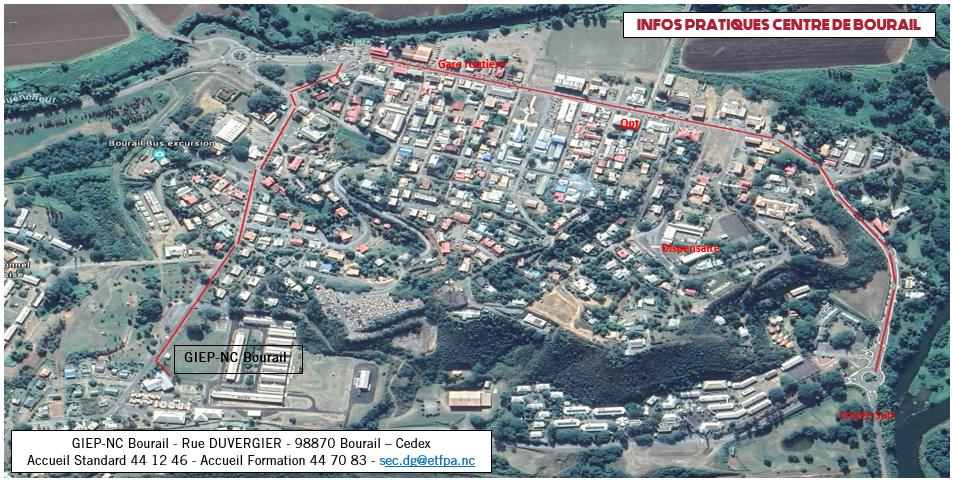 INFOS PRATIQUES CENTRE DE BOURAIL
Gare routière
Opt
Bourail Bus excursion
Dispensaire
GIEP-NC Bourail
Entrée Sud
GIEP-NC Bourail - Rue DUVERGIER - 98870 Bourail – Cedex
Accueil Standard 44 12 46 - Accueil Formation 44 70 83 - sec.dg@etfpa.nc